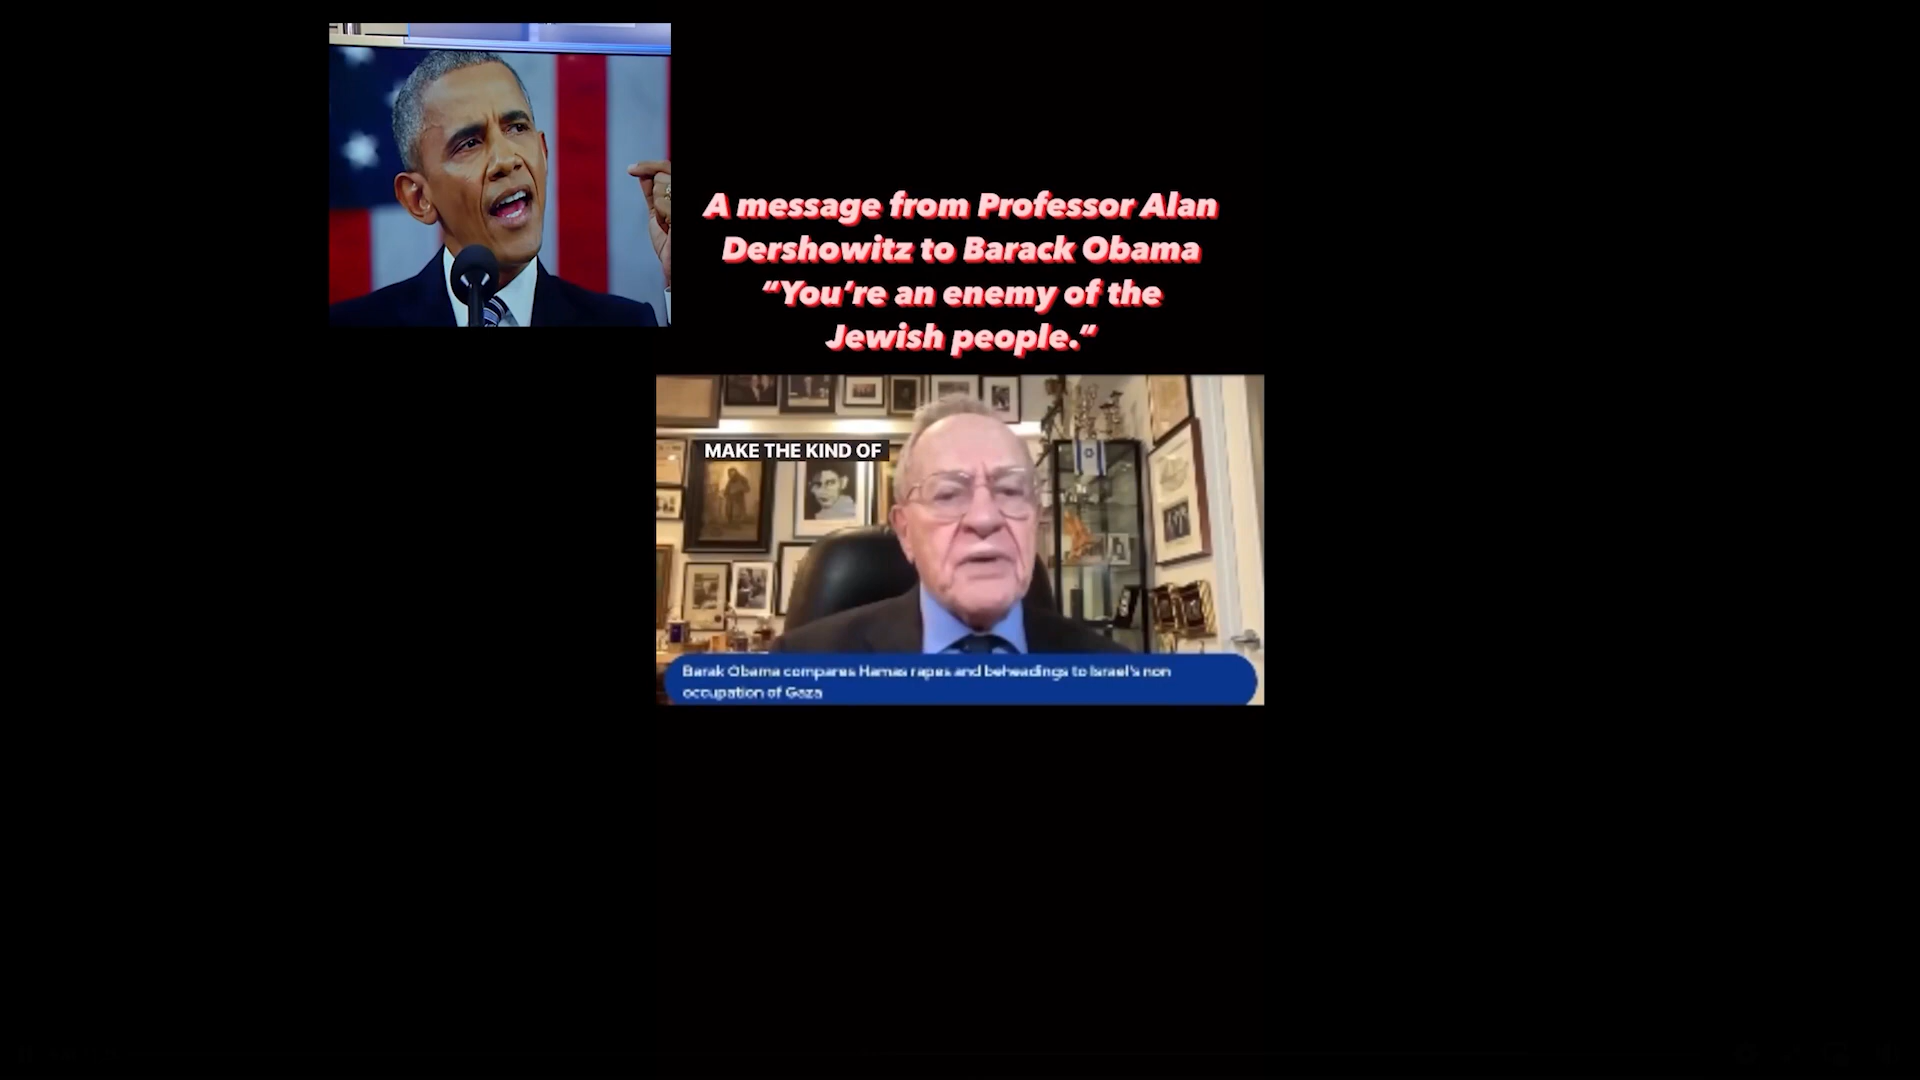 A message from Professor Alan
Dershowitz to Barack Obama
“You’re an enemy of the
Jewish people.“
MAKE THE KIND OF
Barak Obama compares Hamas rapes and beheadings to Israel's non
occupation of Gaza